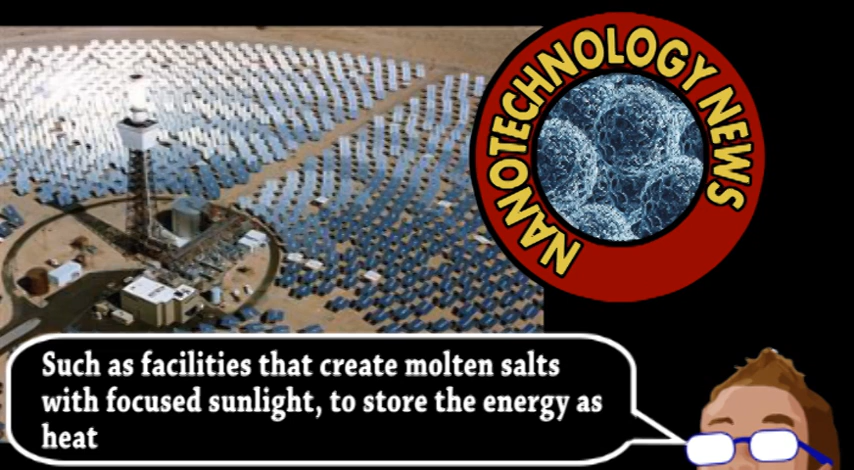 NANOTECHNOLOGY NEWS
Such as facilities that create molten salts
with focused sunlight, to store the energy as
heat